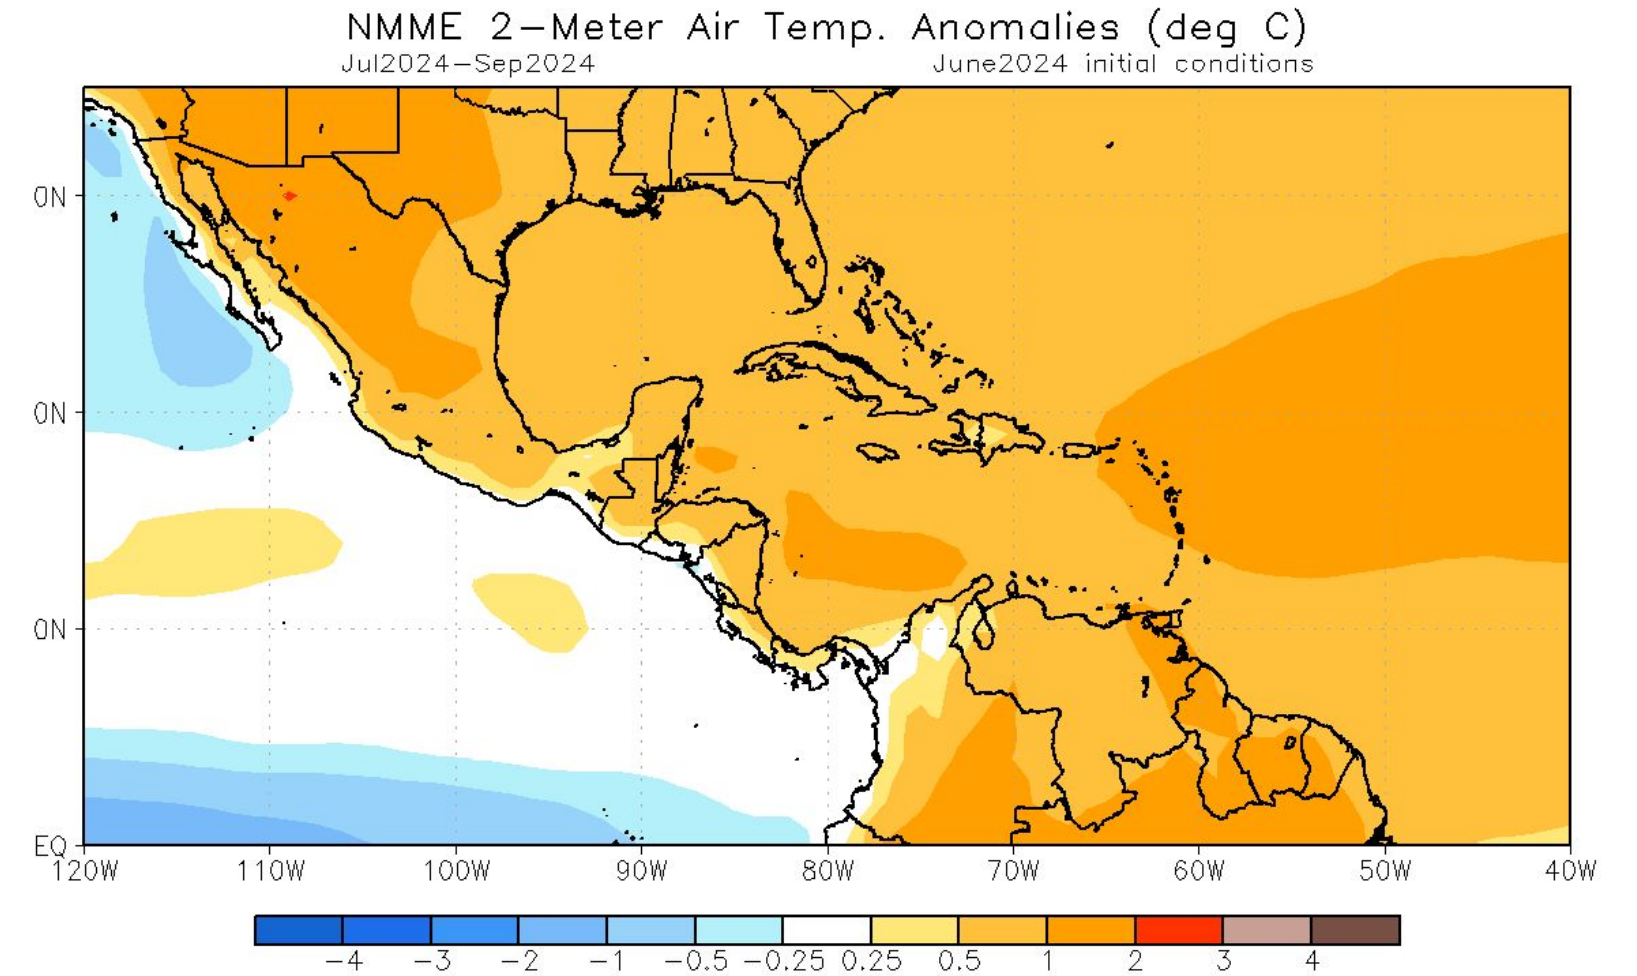 NMME 2-Meter Air Temp. Anomalies (deg C)
Jul2024-Sep2024 June2024 initial conditions
0N
0N
0N
EQ
120W 110W 100W 90W 80W 70W 60W 50W 40W
-4 -3 -2 -1 -0.5 -0.25 0.25 0.5 1 2 3 4